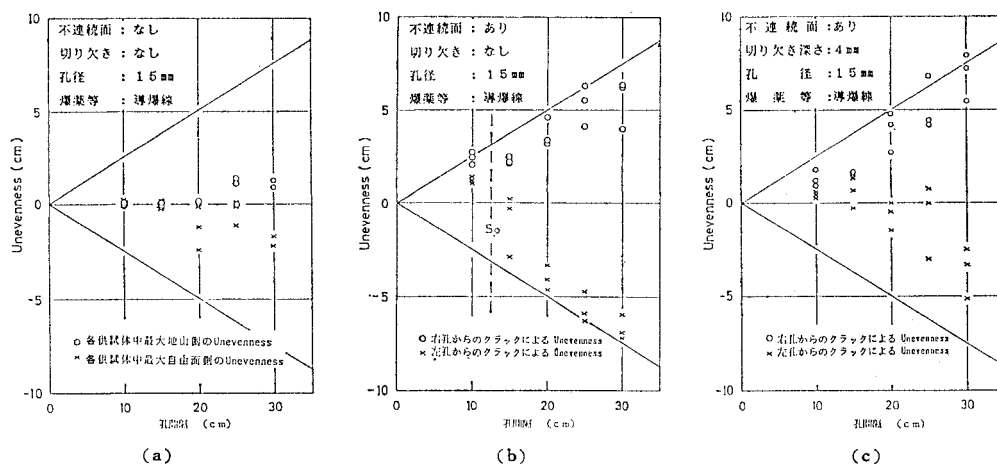 不連続面 : なし
切り欠き : なし
孔径 : 15mm
爆薬等 : 導爆線
Unevenness (cm)
10
5
0
-5
-10
○ 各供試体中最大地山側のUnevenness
× 各供試体中最大自由面側のUnevenness
0 10 20 30
孔間隔 (cm)
(a)
不連続面 : あり
切り欠き : なし
孔径 : 15mm
爆薬等 : 導爆線
Unevenness (cm)
10
5
0
-5
-10
○ 右孔からのクラックによる Unevenness
× 左孔からのクラックによる Unevenness
0 10 20 30
孔間隔 (cm)
(b)
不連続面 : あり
切り欠き深さ : 4mm
孔径 : 15mm
爆薬等 : 導爆線
Unevenness (cm)
10
5
0
-5
-10
○ 右孔からのクラックによる Unevenness
× 左孔からのクラックによる Unevenness
0 10 20 30
孔間隔 (cm)
(c)